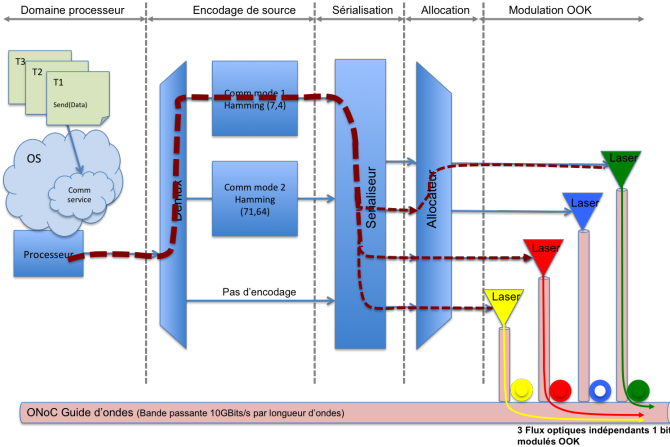 Domaine processeur
Encodage de source
Sérialisation
Allocation
Modulation OOK
T3
T2
T1
Send(Data)
OS
Comm
service
Processeur
Demux
Comm mode 1
Hamming (7,4)
Comm mode 2
Hamming
(71,64)
Pas d'encodage
Serialiseur
Allocateur
Laser
Laser
Laser
Laser
ONoC Guide d'ondes (Bande passante 10GBits/s par longueur d'ondes)
3 Flux optiques indépendants 1 bit
modulés OOK